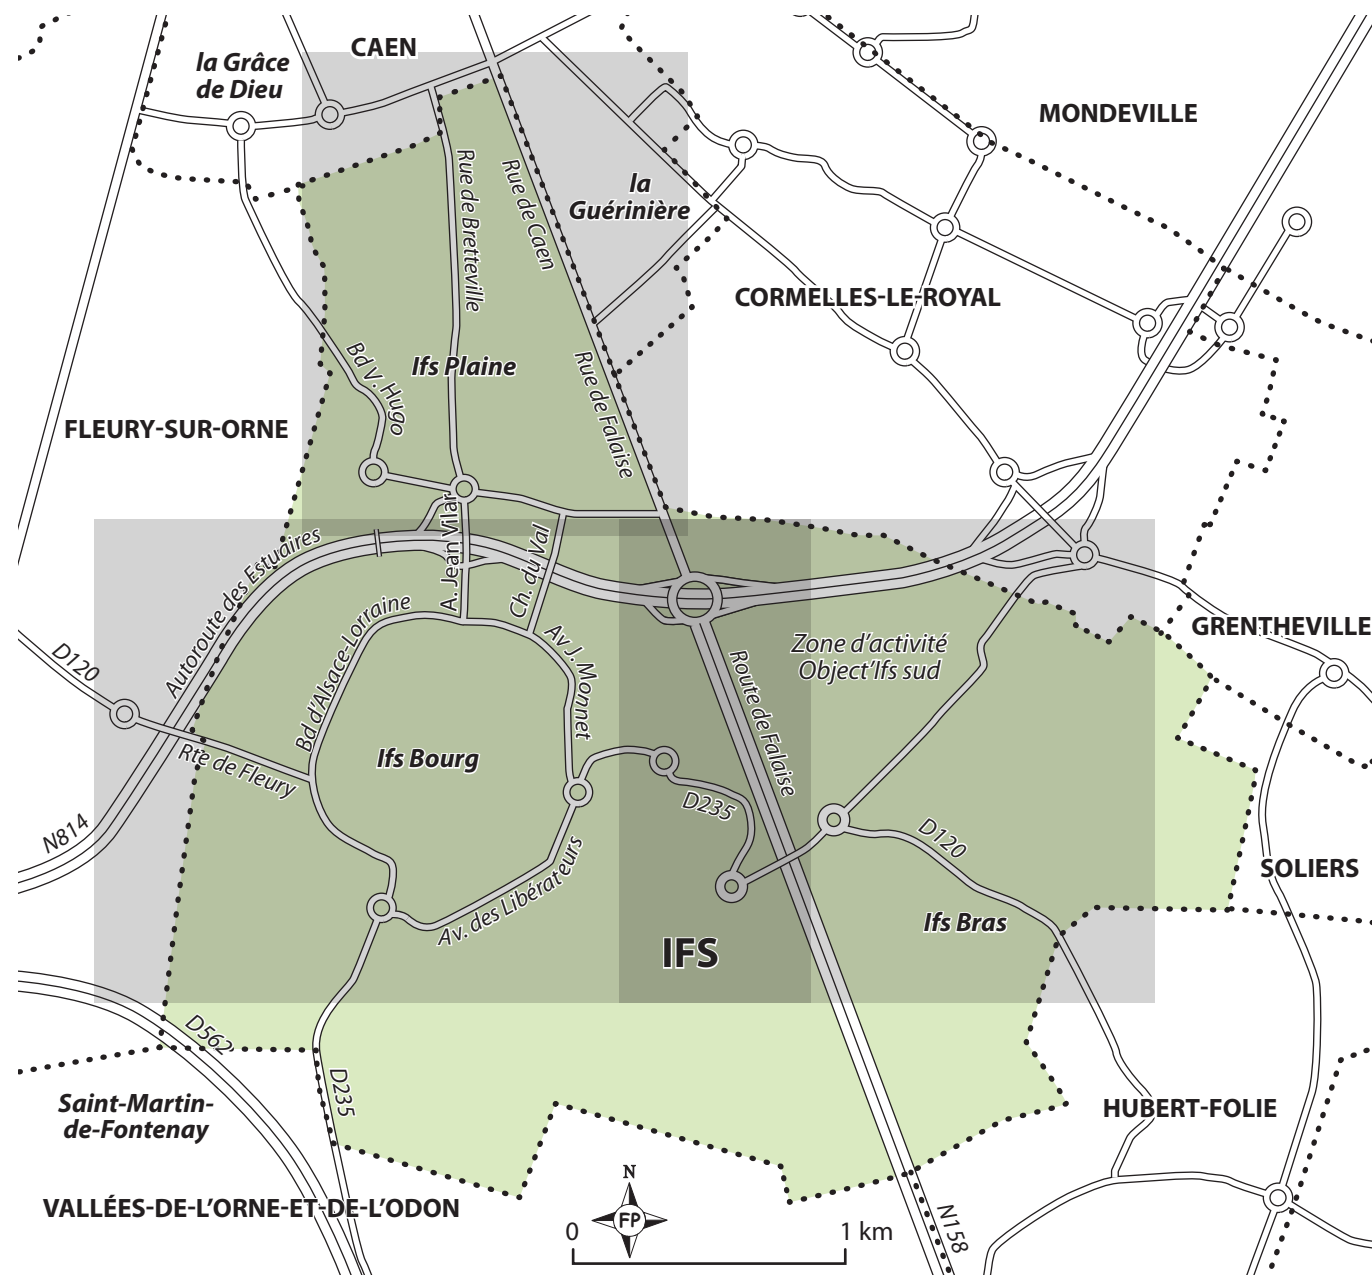 CAEN
la Grâce
de Dieu
MONDEVILLE
la
Guérinière
Rue de Bretteville
Rue de Caen
CORMELLES-LE-ROYAL
Bd V. Hugo
Ifs Plaine
Rue de Falaise
FLEURY-SUR-ORNE
A. Jean Vilar
Ch. du Val
Autoroute des Estuaires
Bd d'Alsace-Lorraine
Av J. Monnet
Zone d'activité
Object'Ifs sud
GRENTHEVILLE
D120
Rte de Fleury
Ifs Bourg
Route de Falaise
D235
N814
D120
SOLIERS
Av. des Libérateurs
Ifs Bras
IFS
D562
D235
Saint-Martin-
de-Fontenay
HUBERT-FOLIE
VALLÉES-DE-L'ORNE-ET-DE-L'ODON
N
FP
0
1 km
N158